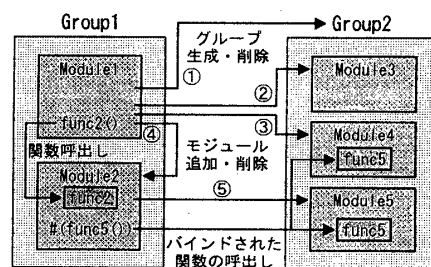 Group1
Group2
グループ
生成・削除
①
Module1
Module3
②
③
func2()
④
Module4
関数呼出し
モジュール
追加・削除
func5
Module2
⑤
Module5
func2
func5
#(func5())
バインドされた
関数の呼出し